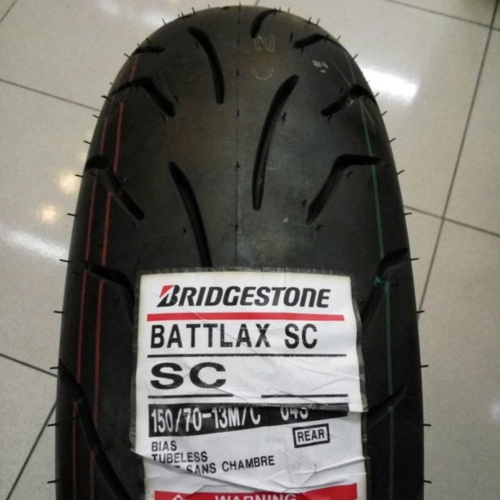 BRIDGESTONE
BATTLAX SC
SC
150/70-13M/C
BIAS
REAR
TUBELESS
SANS CHAMBRE
WARNING